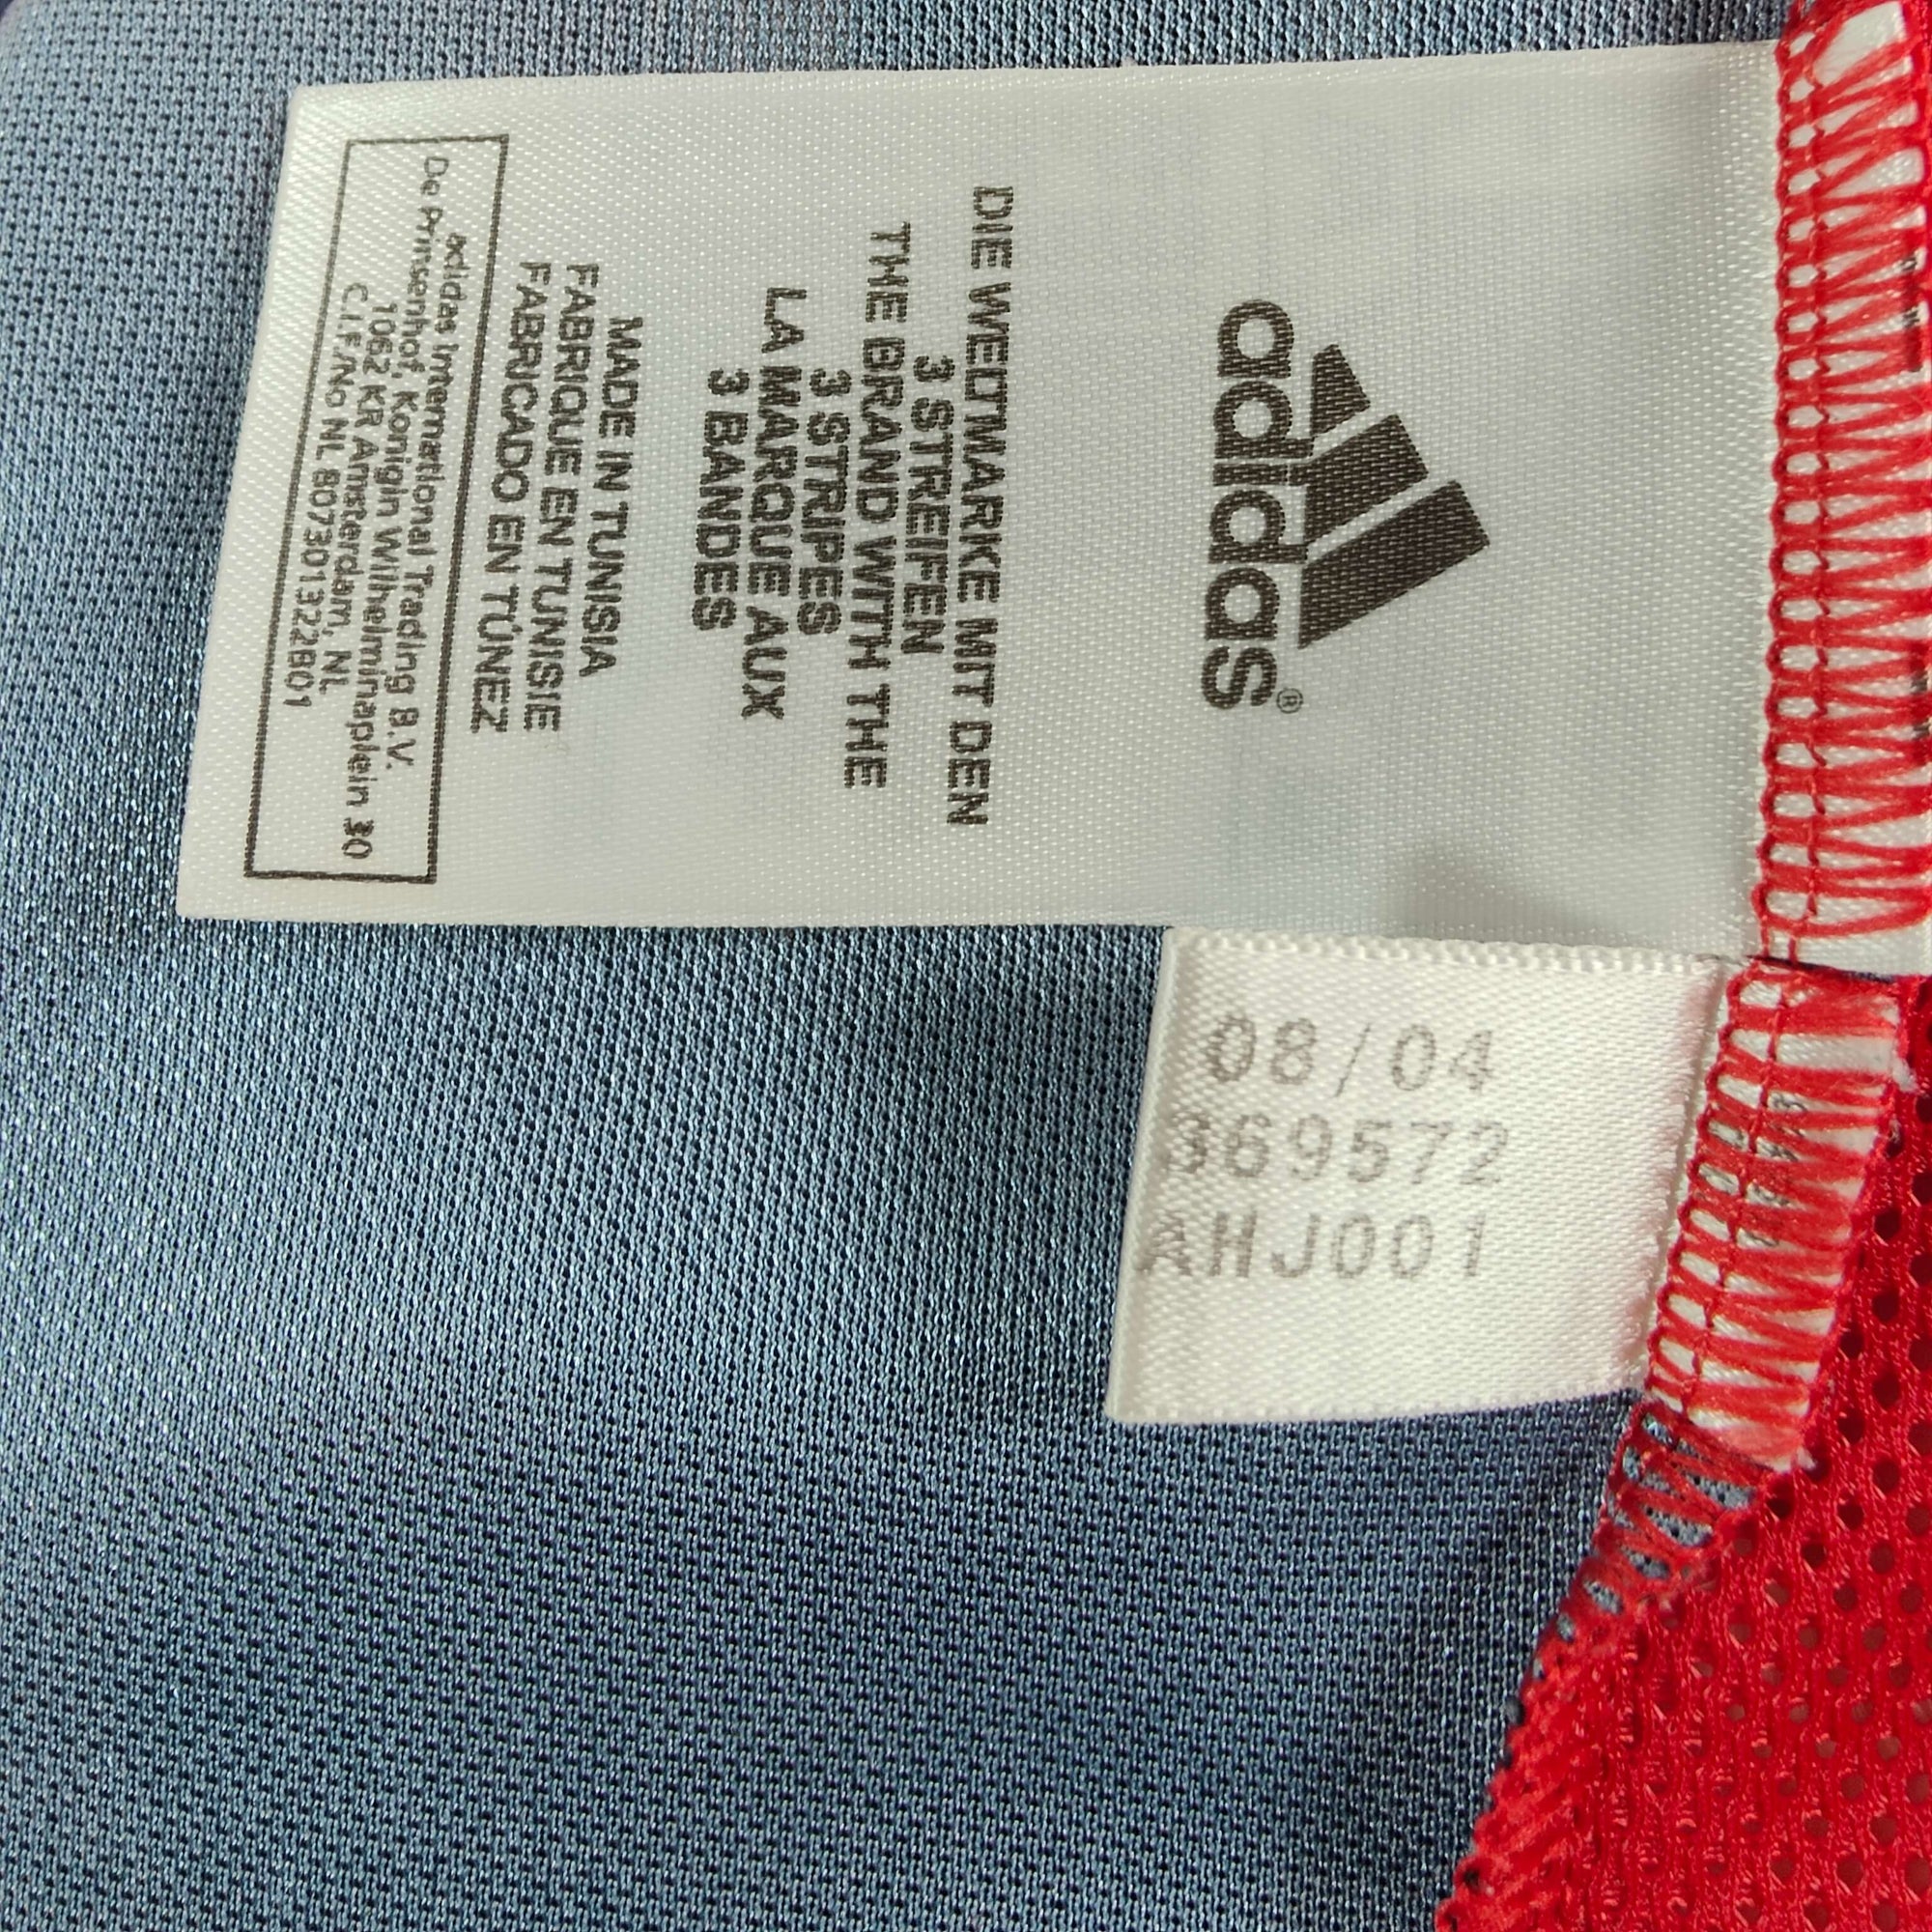 adidas®
DIE WEDTMARKE MIT DEN
3 STREIFEN
THE BRAND WITH THE
3 STRIPES
LA MARQUE AUX
3 BANDES
MADE IN TUNISIA
FABRIQUE EN TUNISIE
FABRICADO EN TÚNEZ
adidas International Trading B.V.
De Prinsenhof, Konigin Wilhelminaplein 30
1062 KR Amsterdam, NL
C.I.F/No NL 807301322B01
08/04
369572
AHJ001